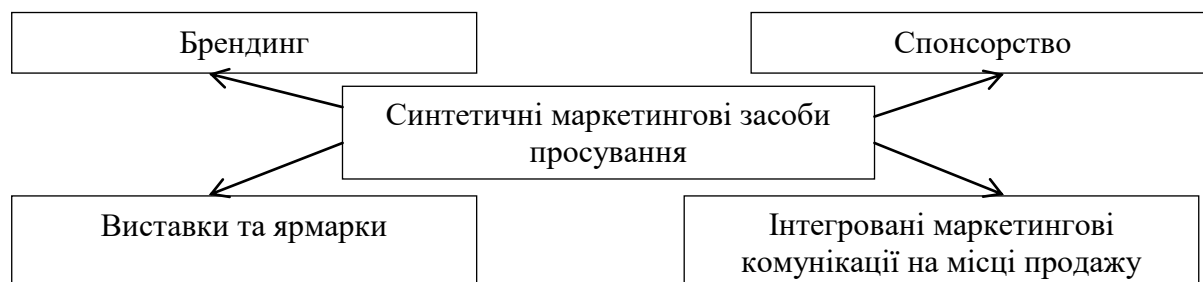 Брендинг
Спонсорство
Синтетичні маркетингові засоби
просування
Виставки та ярмарки
Інтегровані маркетингові
комунікації на місці продажу